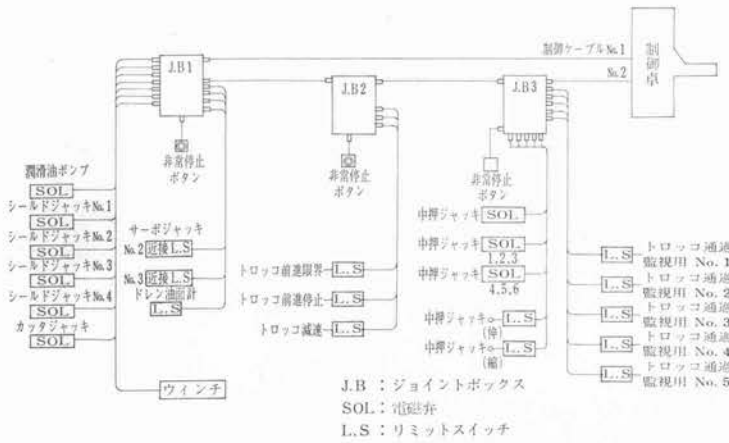 制御ケーブルNo.1
No.2
制御卓
J.B1
J.B2
J.B3
非常停止
ボタン
非常停止
ボタン
非常停止
ボタン
潤滑油ポンプ
SOL
シールドジャッキNo.1
SOL
シールドジャッキNo.2
SOL
シールドジャッキNo.3
SOL
シールドジャッキNo.4
SOL
カッタジャッキ
SOL
ウィンチ
サーボジャッキ
No.2 近接L.S
No.3 近接L.S
ドレン油面計
L.S
トロッコ前進限界 L.S
トロッコ前進停止 L.S
トロッコ減速 L.S
中押ジャッキ SOL
中押ジャッキ SOL
1,2,3
中押ジャッキ SOL
4,5,6
中押ジャッキ L.S
(伸)
中押ジャッキ L.S
(縮)
L.S トロッコ通過
監視用 No.1
L.S トロッコ通過
監視用 No.2
L.S トロッコ通過
監視用 No.3
L.S トロッコ通過
監視用 No.4
L.S トロッコ通過
監視用 No.5
J.B :ジョイントボックス
SOL:電磁弁
L.S :リミットスイッチ